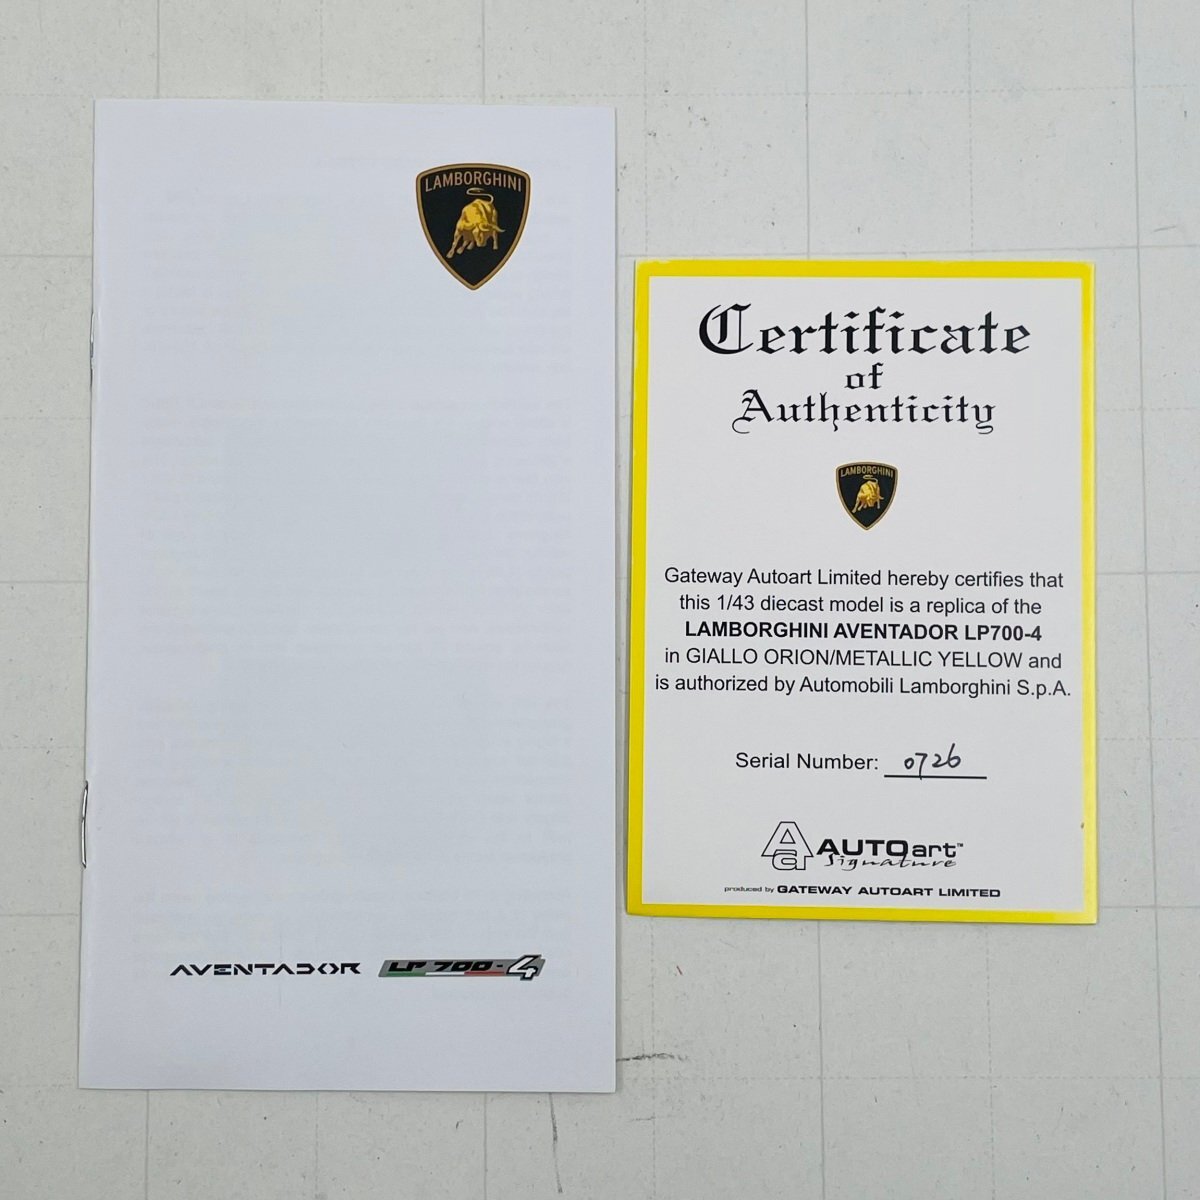 LAMBORGHINI
AVENTADOR LP 700-4
Certificate
of
Authenticity
LAMBORGHINI
Gateway Autoart Limited hereby certifies that
this 1/43 diecast model is a replica of the
LAMBORGHINI AVENTADOR LP700-4
in GIALLO ORION/METALLIC YELLOW and
is authorized by Automobili Lamborghini S.p.A.
Serial Number: 0726
AUTOart™
Signature
produced by GATEWAY AUTOART LIMITED